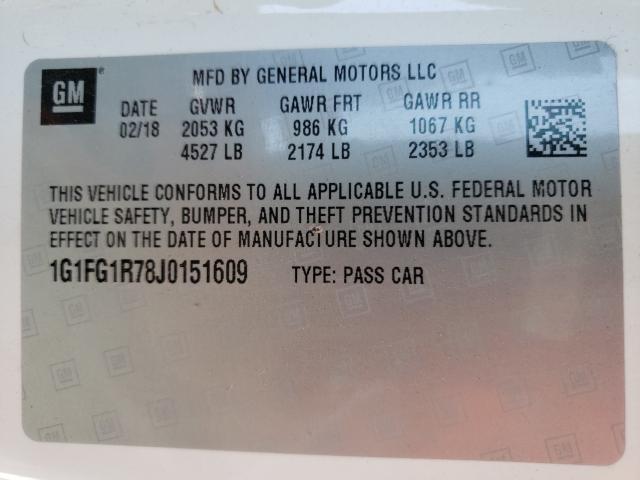 GM
MFD BY GENERAL MOTORS LLC
DATE GVWR GAWR FRT GAWR RR
02/18 2053 KG 986 KG 1067 KG
4527 LB 2174 LB 2353 LB
THIS VEHICLE CONFORMS TO ALL APPLICABLE U.S. FEDERAL MOTOR
VEHICLE SAFETY, BUMPER, AND THEFT PREVENTION STANDARDS IN
EFFECT ON THE DATE OF MANUFACTURE SHOWN ABOVE.
1G1FG1R78J0151609 TYPE: PASS CAR